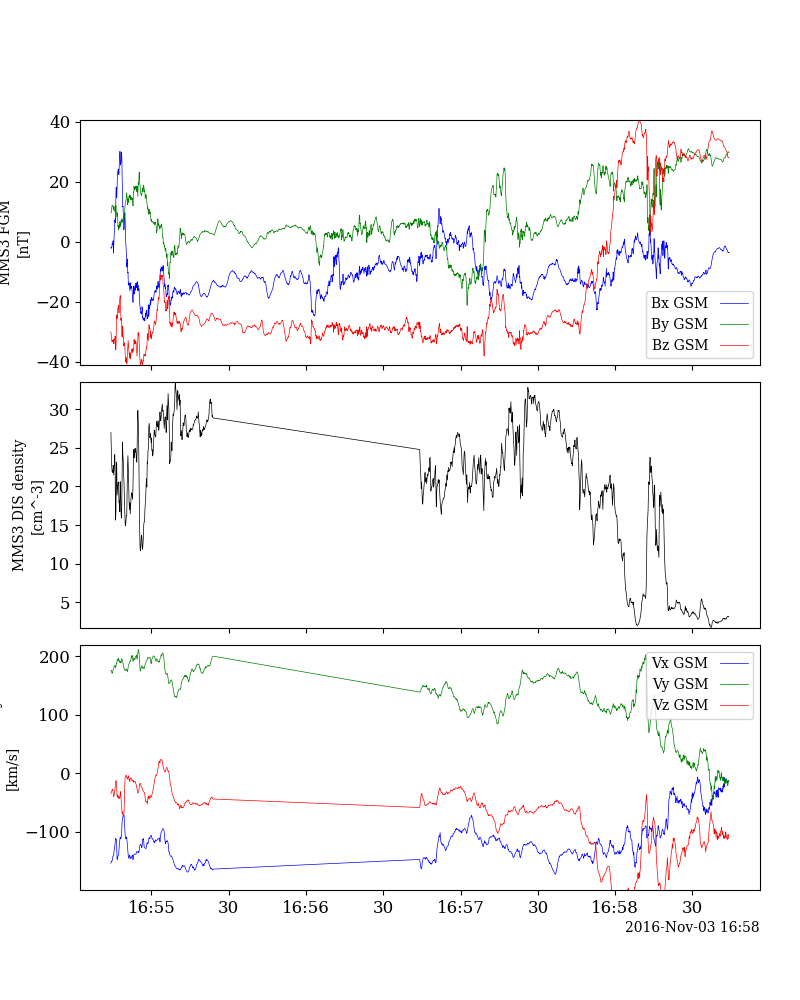 40
20
0
−20
−40
MMS3 FGM
[nT]
Bx GSM
By GSM
Bz GSM
30
25
20
15
10
5
MMS3 DIS density
[cm^-3]
200
100
0
−100
[km/s]
Vx GSM
Vy GSM
Vz GSM
16:55 30 16:56 30 16:57 30 16:58 30
2016-Nov-03 16:58